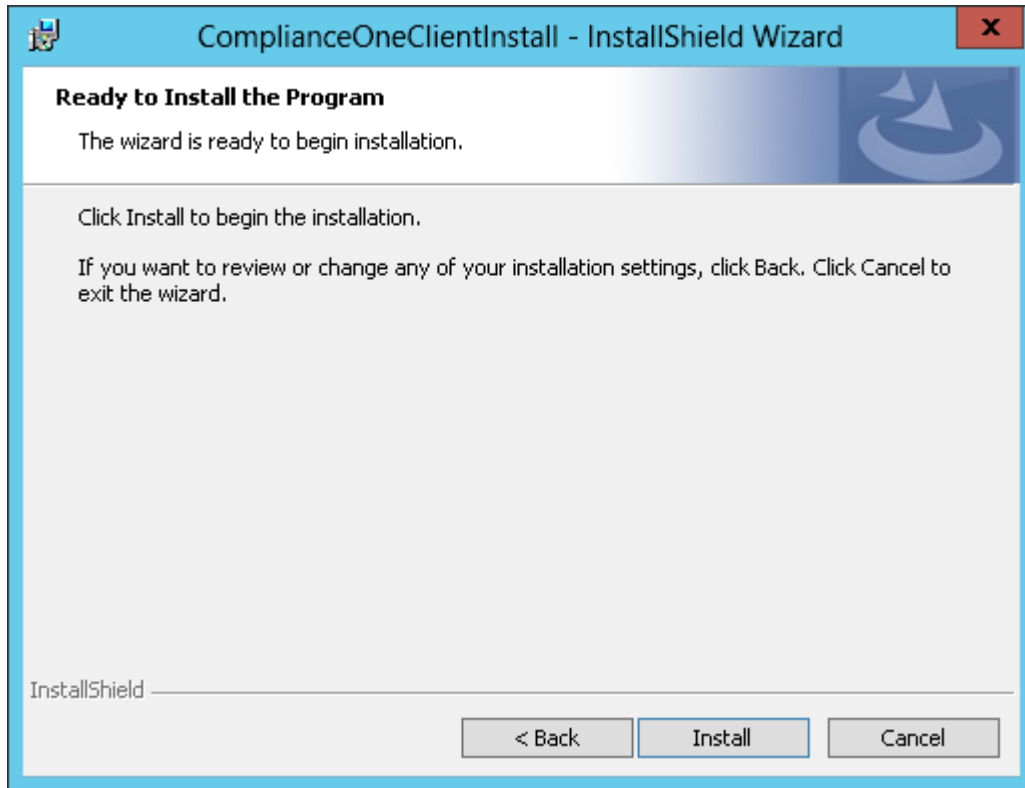 ComplianceOneClientInstall - InstallShield Wizard
x
Ready to Install the Program
The wizard is ready to begin installation.
Click Install to begin the installation.
If you want to review or change any of your installation settings, click Back. Click Cancel to
exit the wizard.
InstallShield
< Back Install Cancel